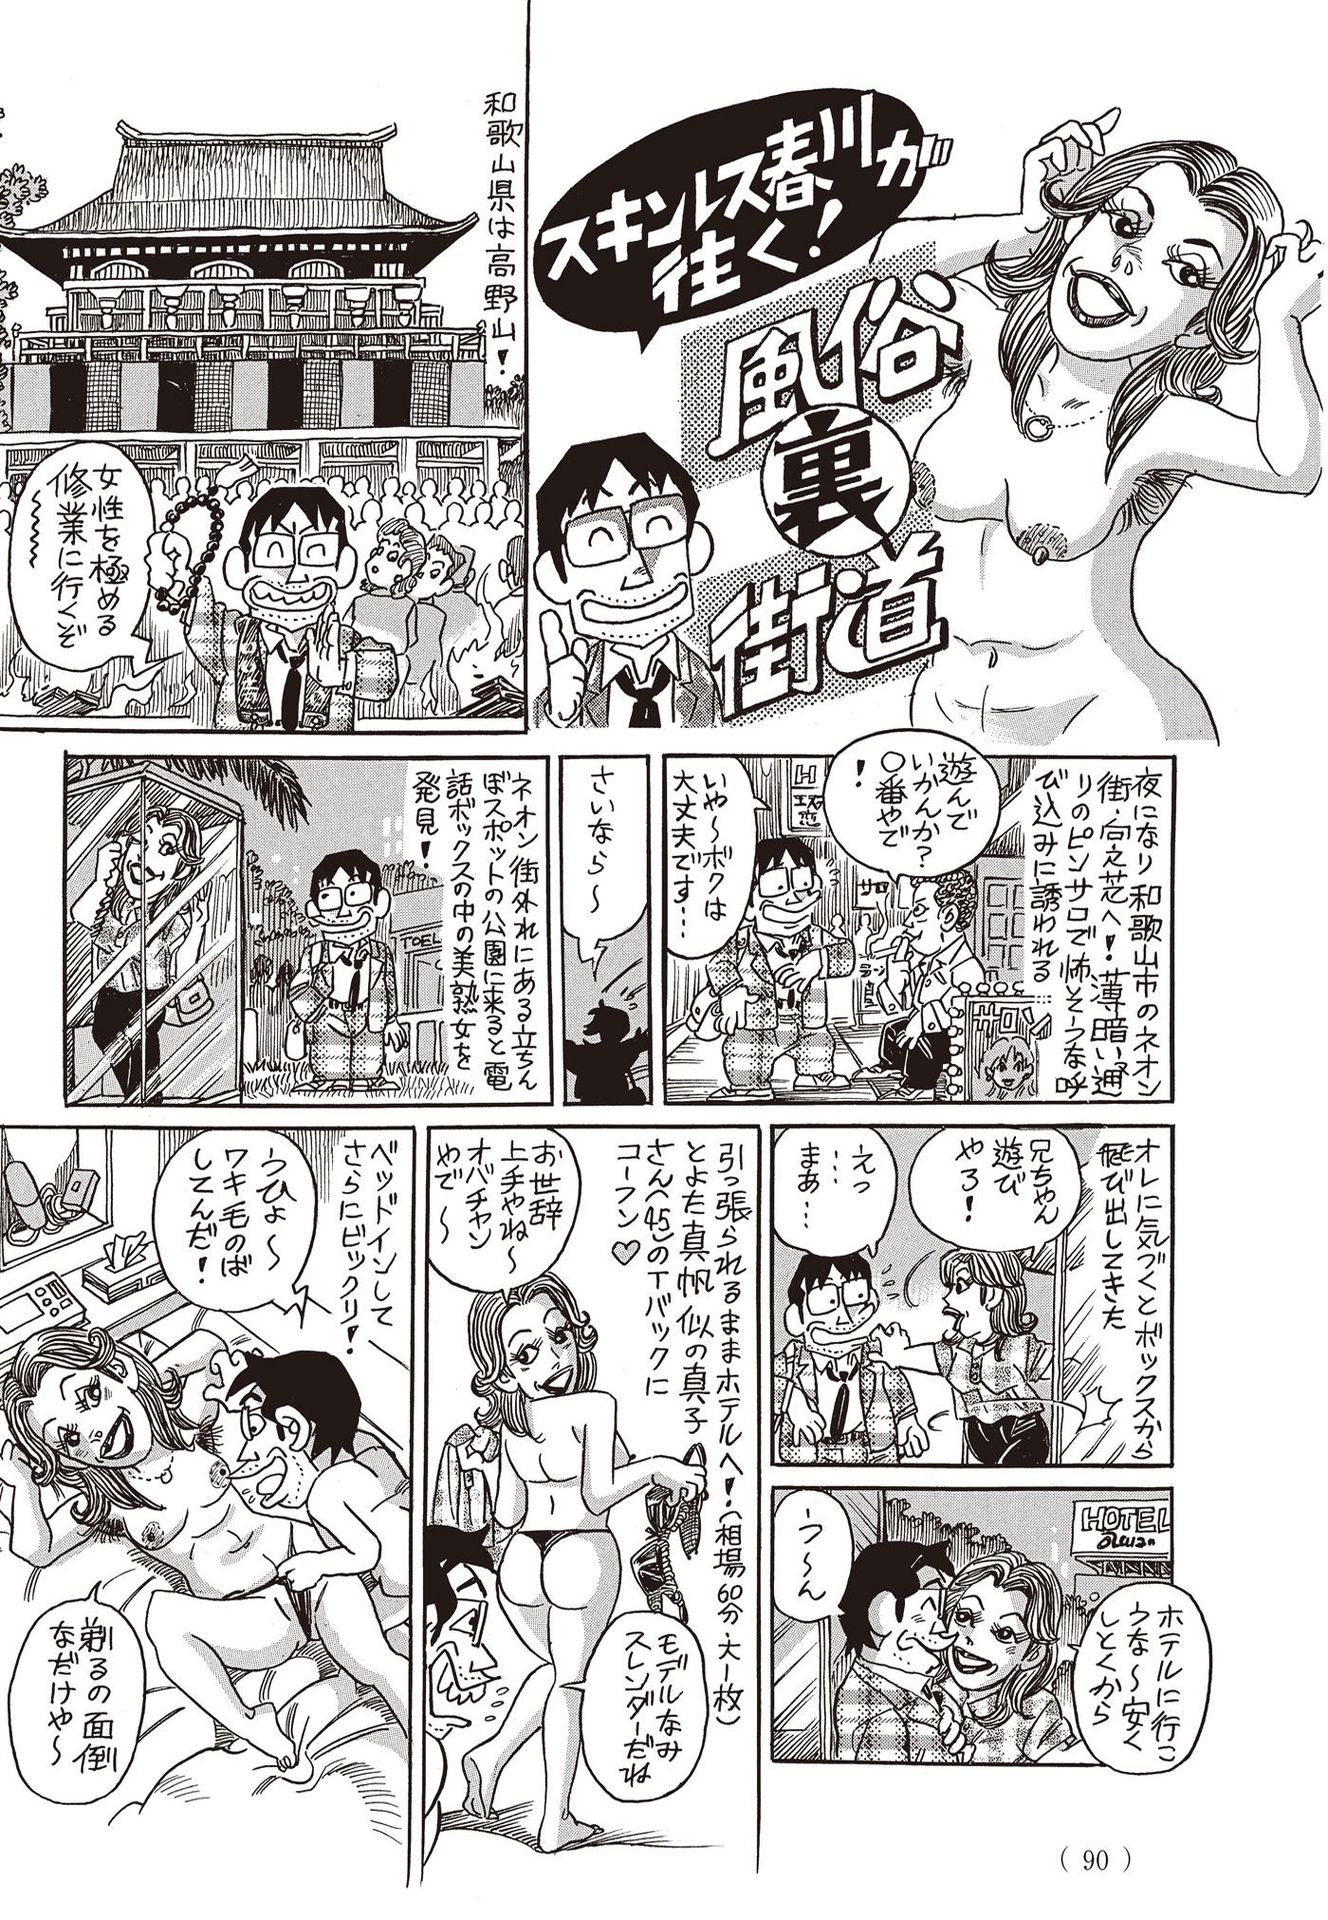 スキンレス春川が
往く!
風俗
裏
街道
和歌山県は高野山!
女性を極める
修業に行くぞ
〜
夜になり和歌山市のネオン
街・向之芝へ!薄暗い通
りのピンサロで怖そうな呼
び込みに誘われる
遊んで
いかんか?
〇番やで
!
いや〜ボクは
大丈夫です…
サロ
サロン
さいなら〜
ネオン街外れにある立ちん
ぼスポットの公園に来ると電
話ボックスの中の美熟女を
発見!
TOEL
オレに気づくとボックスから
飛び出してきた
兄ちゃん
遊び
やろ!
えっ
…
まぁ…
HOTEL
ホテルに行こ
うな〜安く
しとくから
う〜ん
引っ張られるままホテルへ!(相場60分大一枚)
とよた真帆似の真子
さん(45)のTバックに
コーフン♡
お世辞
上手やね〜
オバチャン
やで〜
モデルなみ
スレンダーだね
ベッドインして
さらにビックリ!
うひょ〜
ワキ毛のば
してんだ!
剃るの面倒
なだけや〜
(90)